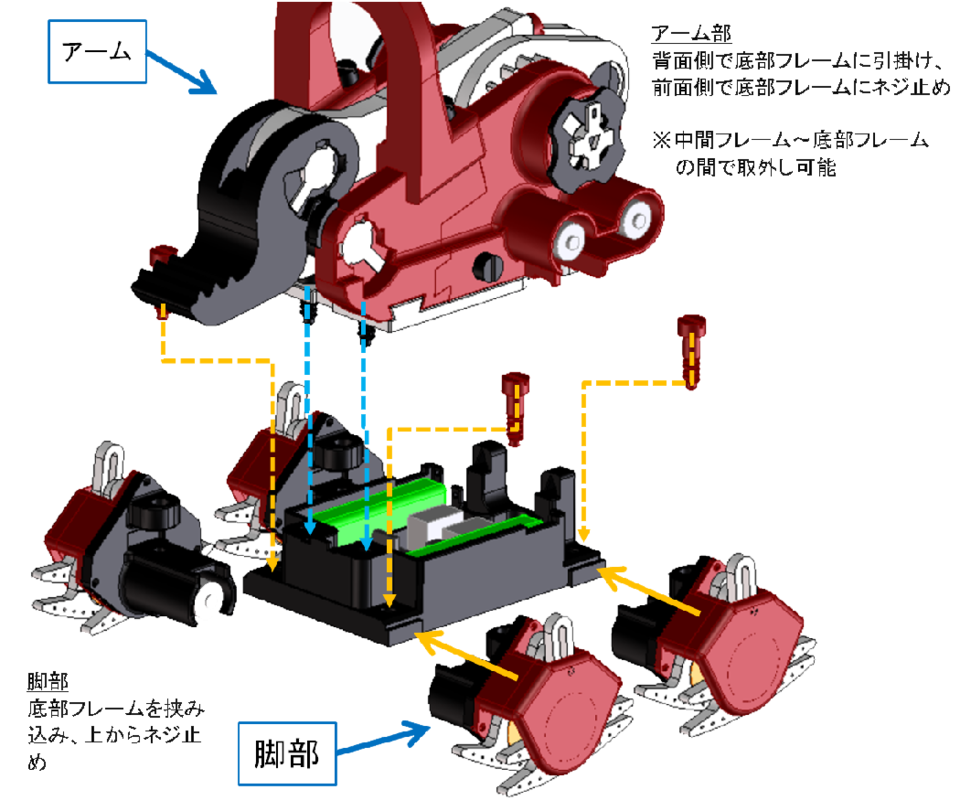 アーム
アーム部
背面側で底部フレームに引掛け、
前面側で底部フレームにネジ止め
※中間フレーム～底部フレーム
の間で取外し可能
脚部
底部フレームを挟み
込み、上からネジ止
め
脚部